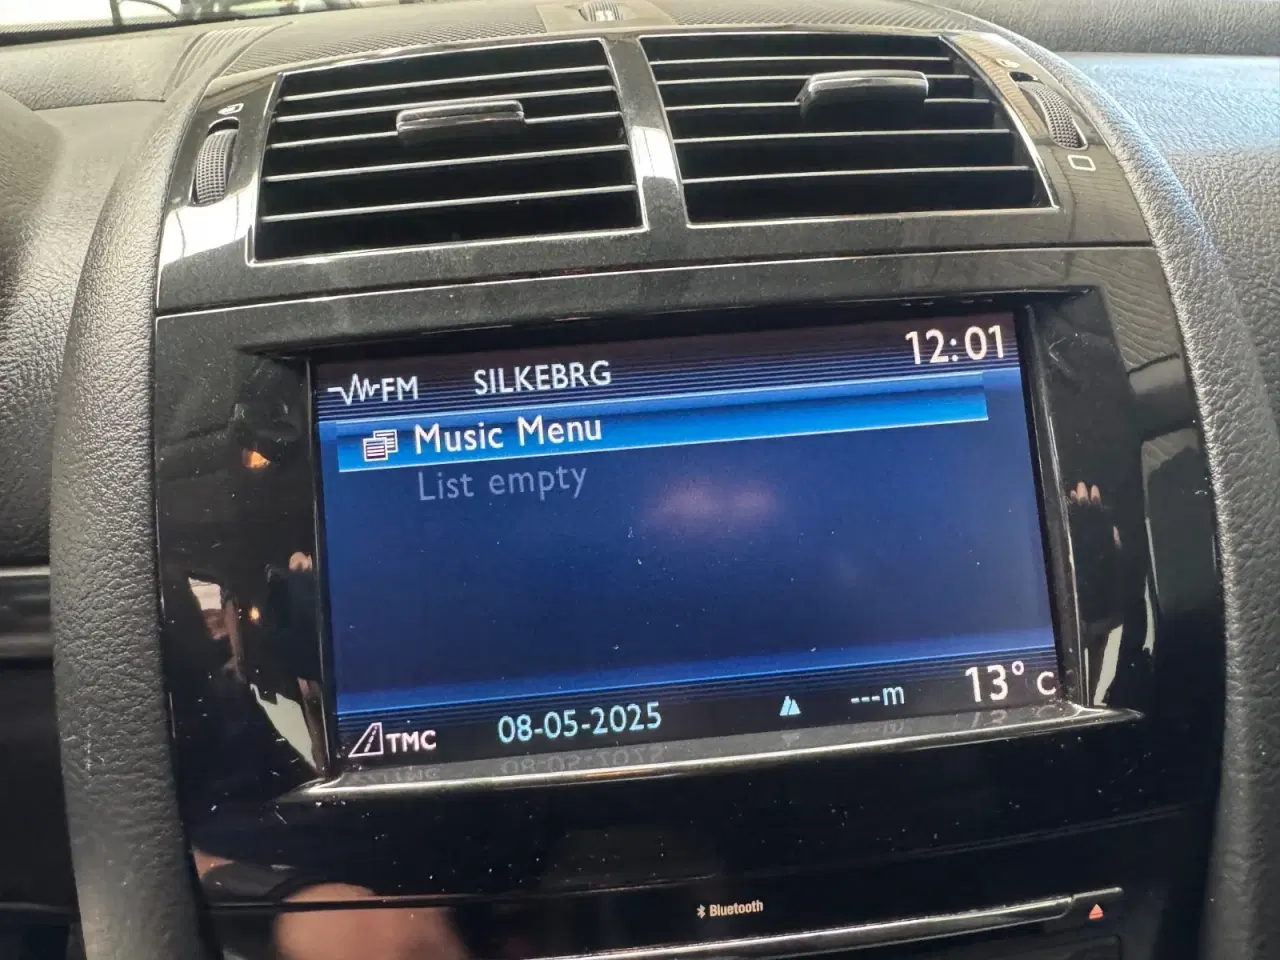 FM SILKEBRG 12:01
Music Menu
List empty
TMC 08-05-2025 ---m 13° C
Bluetooth